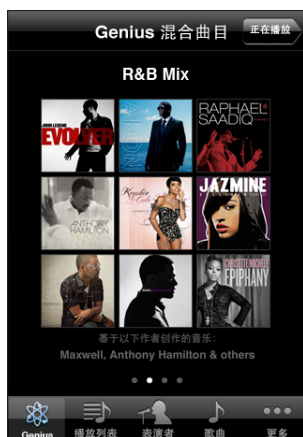 Genius 混合曲目
正在播放
R&B Mix
JOHN LEGEND
EVOLVER
RAPHAEL
SAADIQ
ANTHONY
HAMILTON
Keyshia
Cole
JAZMINE
CHRISETTE MICHELE
EPIPHANY
基于以下作者创作的音乐:
Maxwell, Anthony Hamilton & others
Genius
播放列表
表演者
歌曲
更多